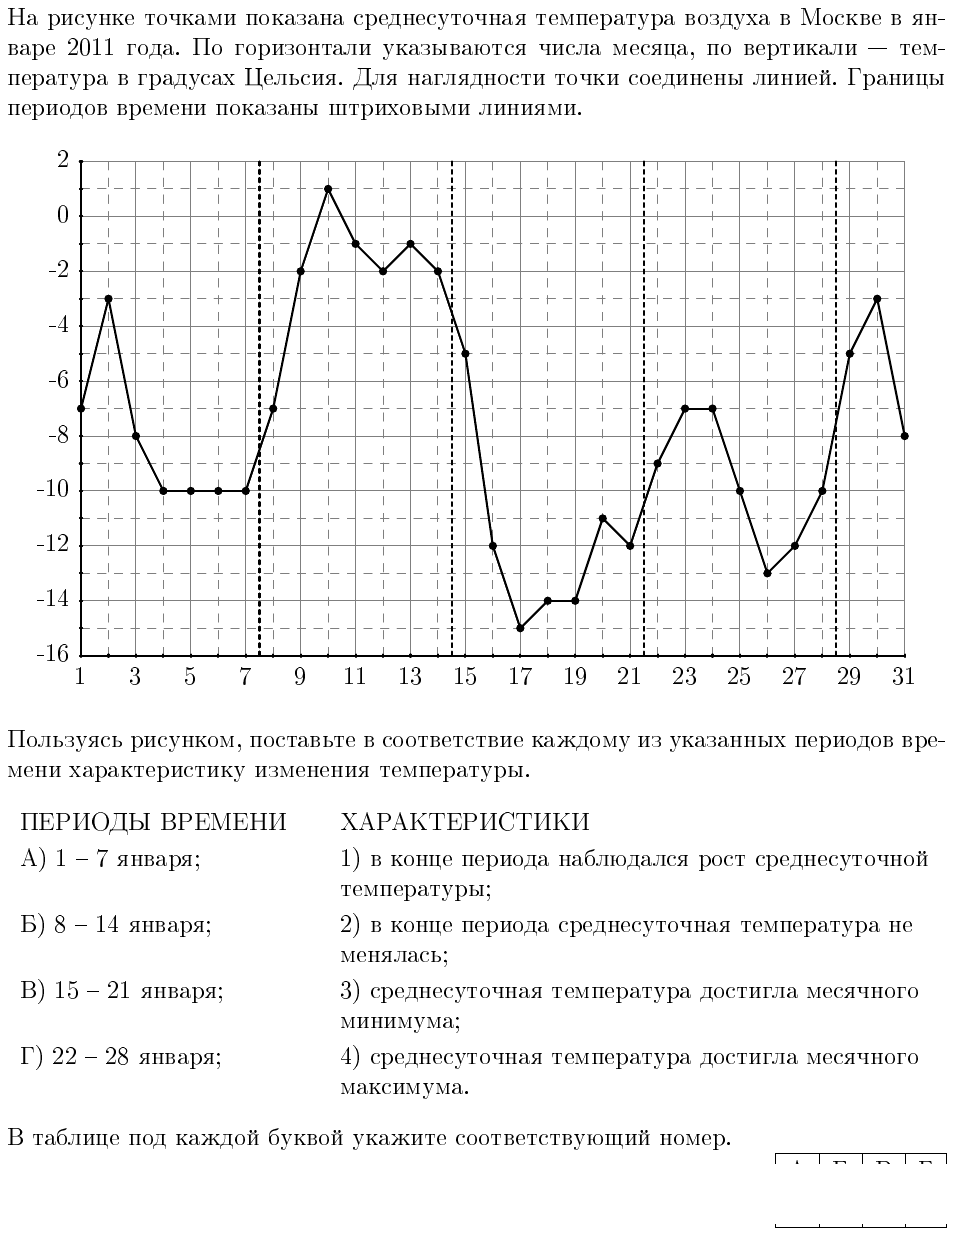 На рисунке точками показана среднесуточная температура воздуха в Москве в ян-
варе 2011 года. По горизонтали указываются числа месяца, по вертикали — тем-
пература в градусах Цельсия. Для наглядности точки соединены линией. Границы
периодов времени показаны штриховыми линиями.
2
0
-2
-4
-6
-8
-10
-12
-14
-16
1 3 5 7 9 11 13 15 17 19 21 23 25 27 29 31
Пользуясь рисунком, поставьте в соответствие каждому из указанных периодов вре-
мени характеристику изменения температуры.
ПЕРИОДЫ ВРЕМЕНИ ХАРАКТЕРИСТИКИ
А) 1 – 7 января; 1) в конце периода наблюдался рост среднесуточной
температуры;
Б) 8 – 14 января; 2) в конце периода среднесуточная температура не
менялась;
В) 15 – 21 января; 3) среднесуточная температура достигла месячного
минимума;
Г) 22 – 28 января; 4) среднесуточная температура достигла месячного
максимума.
В таблице под каждой буквой укажите соответствующий номер.